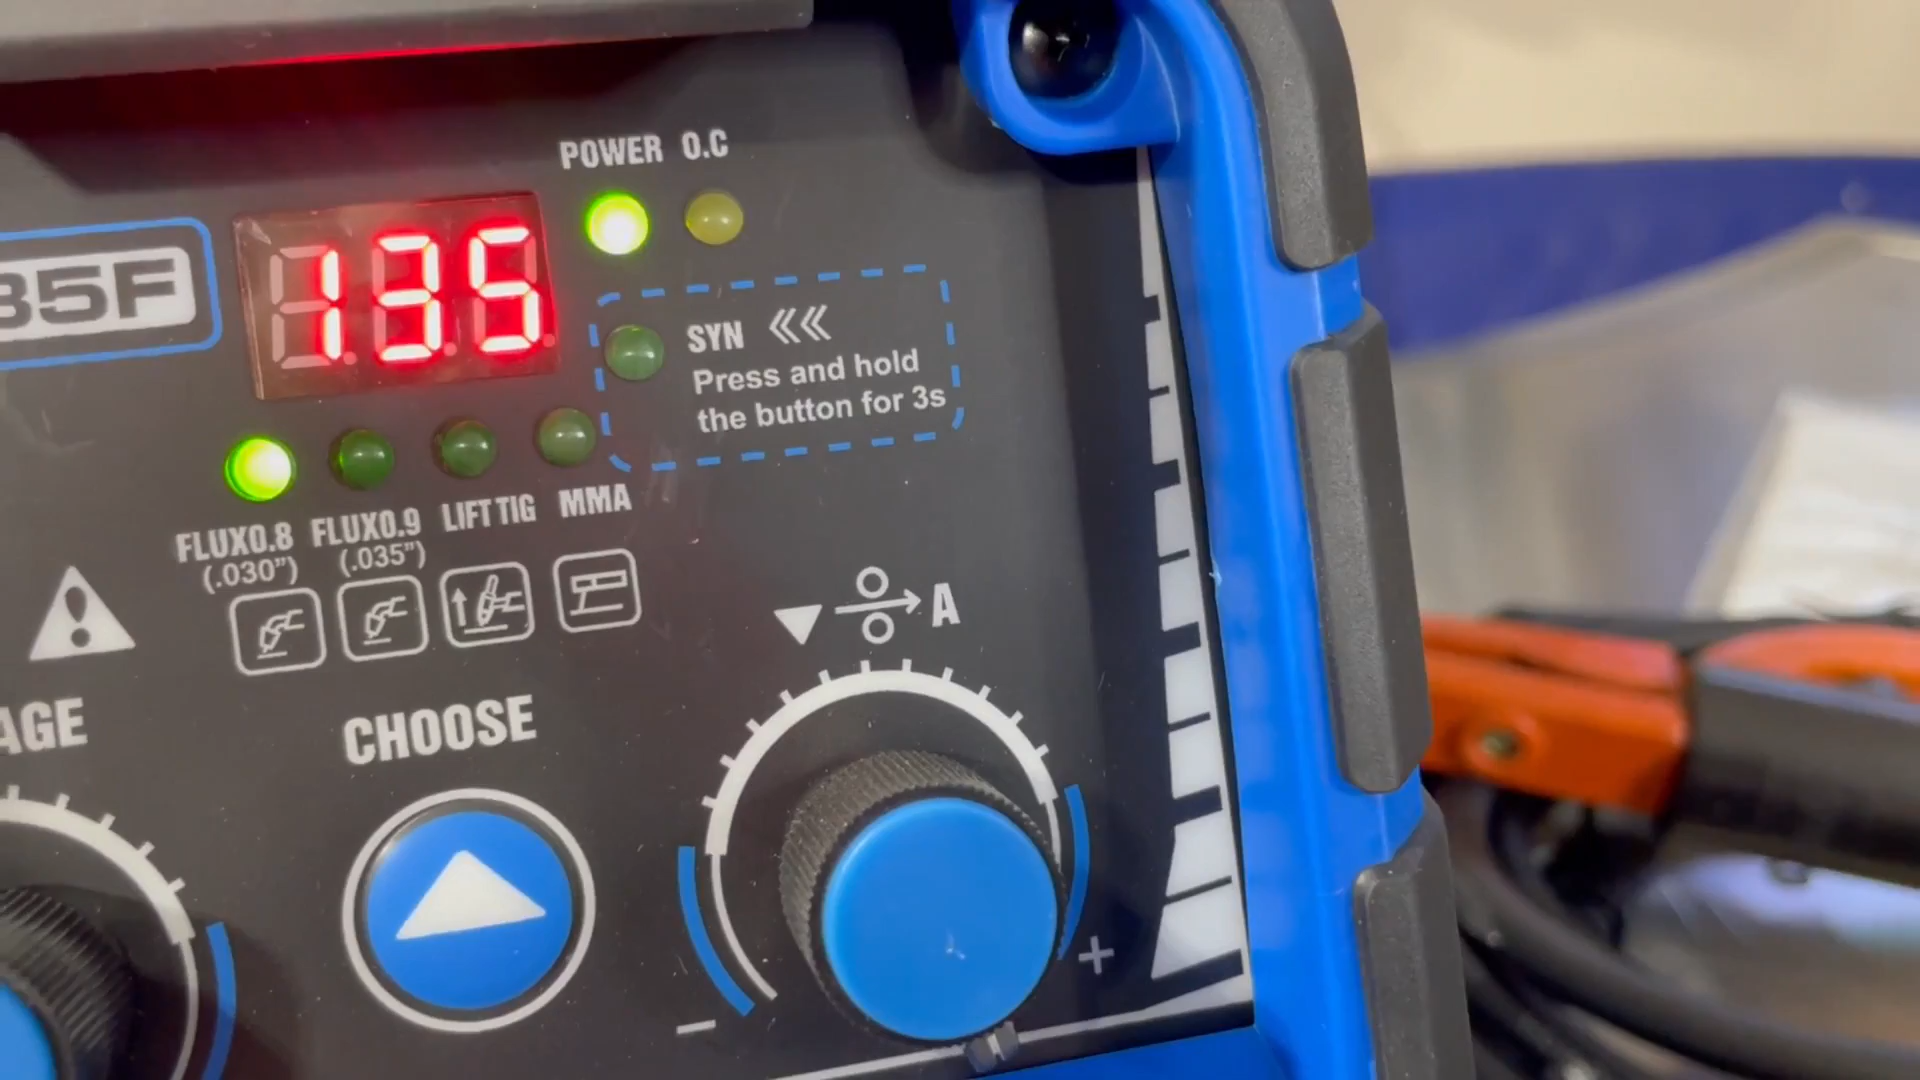 POWER O.C
35F
135
SYN
Press and hold
the button for 3s
FLUX0.8 FLUX0.9 LIFT TIG MMA
(.030”) (.035”)
A
AGE
CHOOSE
- +